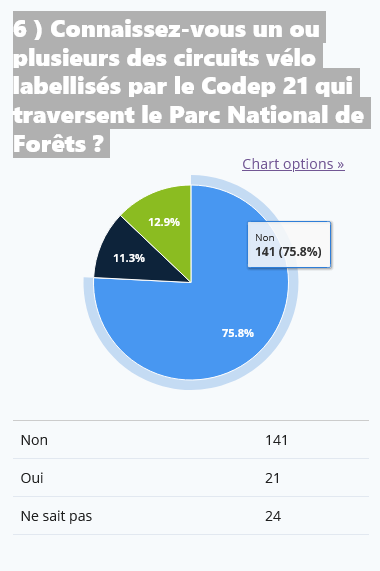 6 ) Connaissez-vous un ou
plusieurs des circuits vélo
labellisés par le Codep 21 qui
traversent le Parc National de
Forêts ?
Chart options »
12.9%
Non
141 (75.8%)
11.3%
75.8%
Non 141
Oui 21
Ne sait pas 24